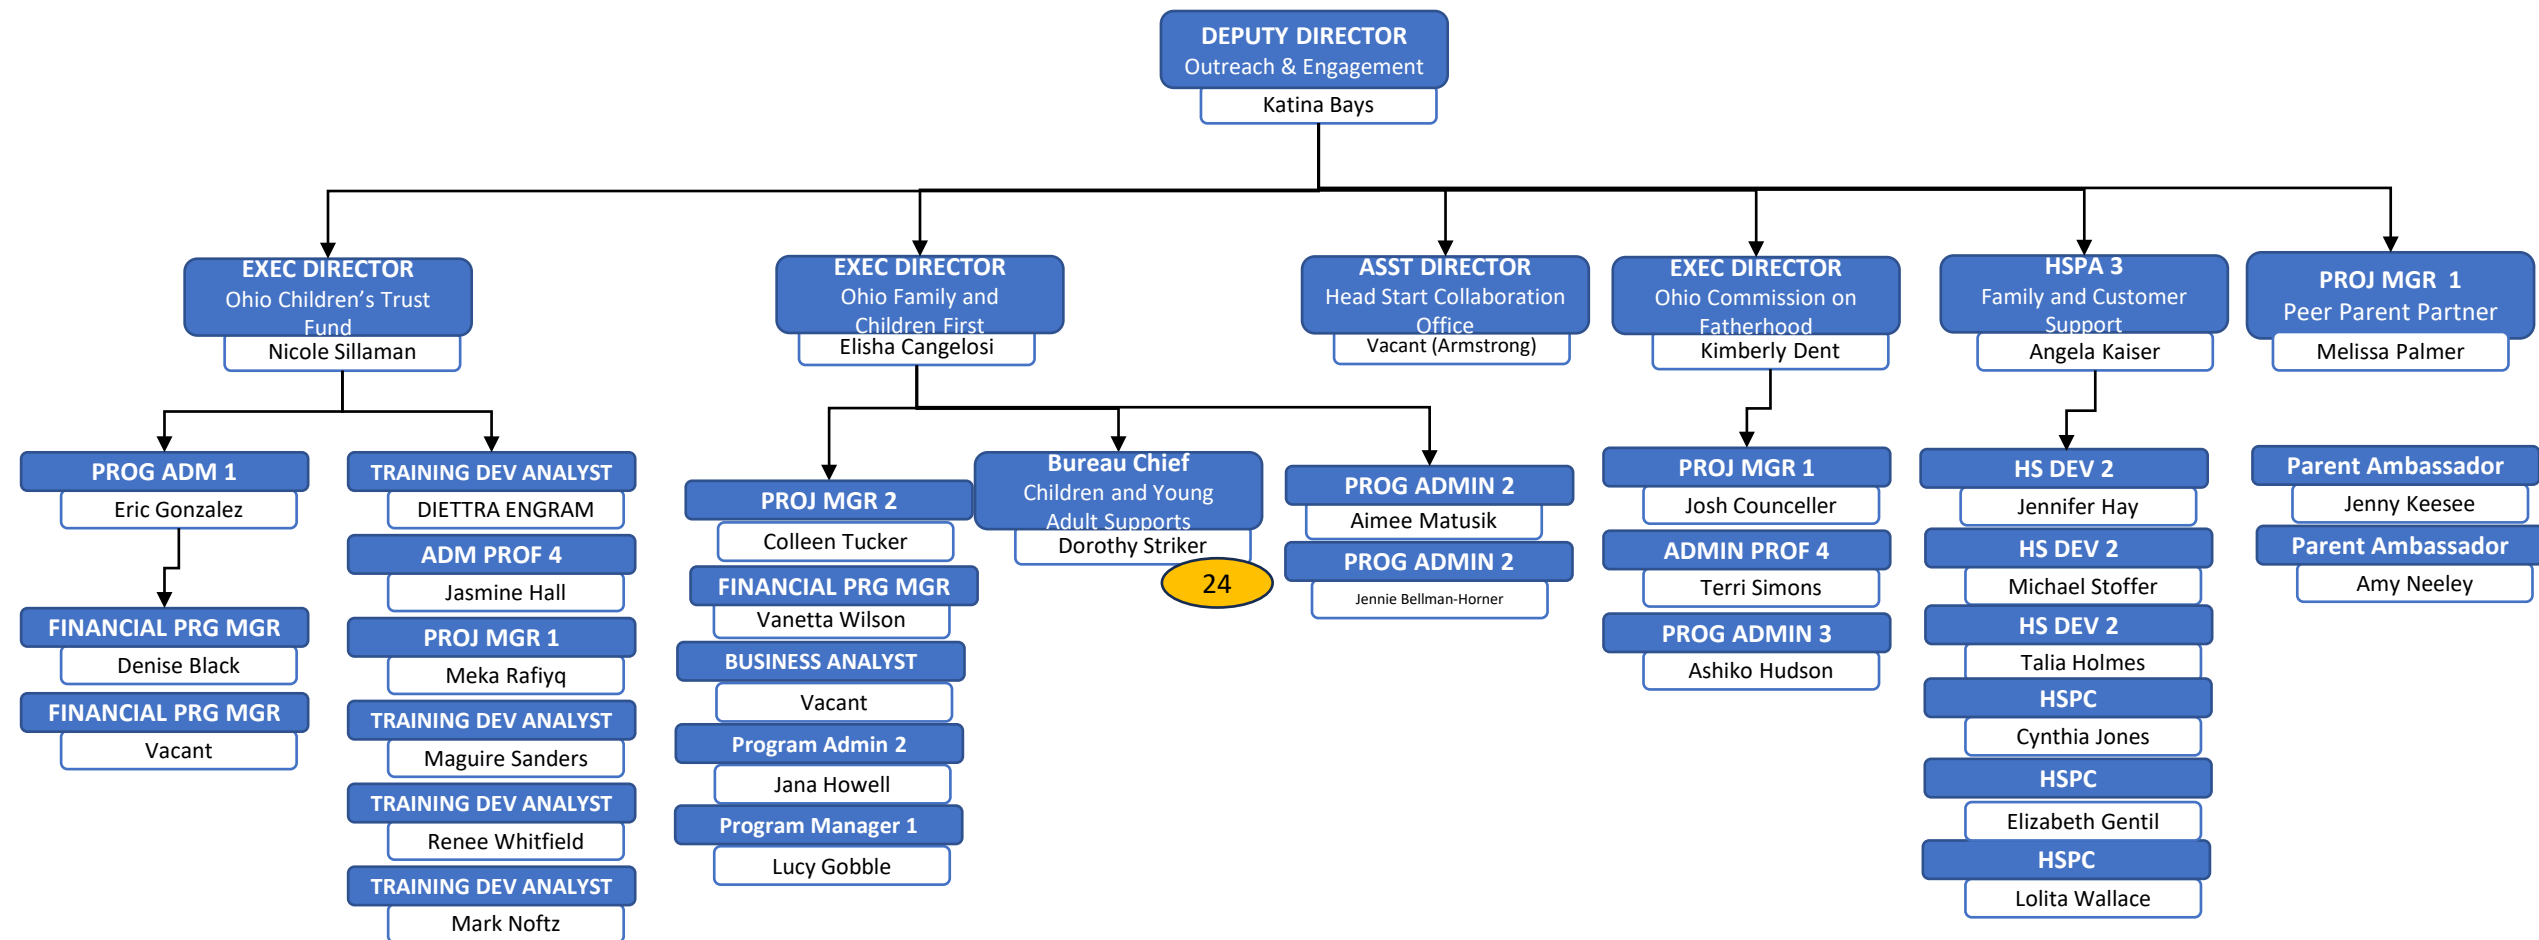 DEPUTY DIRECTOR
Outreach & Engagement
Katina Bays
EXEC DIRECTOR
Ohio Children’s Trust
Fund
Nicole Sillaman
EXEC DIRECTOR
Ohio Family and
Children First
Elisha Cangelosi
ASST DIRECTOR
Head Start Collaboration
Office
Vacant (Armstrong)
EXEC DIRECTOR
Ohio Commission on
Fatherhood
Kimberly Dent
HSPA 3
Family and Customer
Support
Angela Kaiser
PROJ MGR 1
Peer Parent Partner
Melissa Palmer
PROG ADM 1
Eric Gonzalez
FINANCIAL PRG MGR
Denise Black
FINANCIAL PRG MGR
Vacant
TRAINING DEV ANALYST
DIETTRA ENGRAM
ADM PROF 4
Jasmine Hall
PROJ MGR 1
Meka Rafiyq
TRAINING DEV ANALYST
Maguire Sanders
TRAINING DEV ANALYST
Renee Whitfield
TRAINING DEV ANALYST
Mark Noftz
PROJ MGR 2
Colleen Tucker
FINANCIAL PRG MGR
Vanetta Wilson
BUSINESS ANALYST
Vacant
Program Admin 2
Jana Howell
Program Manager 1
Lucy Gobble
Bureau Chief
Children and Young
Adult Supports
Dorothy Striker
24
PROG ADMIN 2
Aimee Matusik
PROG ADMIN 2
Jennie Bellman-Horner
PROJ MGR 1
Josh Counceller
ADMIN PROF 4
Terri Simons
PROG ADMIN 3
Ashiko Hudson
HS DEV 2
Jennifer Hay
HS DEV 2
Michael Stoffer
HS DEV 2
Talia Holmes
HSPC
Cynthia Jones
HSPC
Elizabeth Gentil
HSPC
Lolita Wallace
Parent Ambassador
Jenny Keesee
Parent Ambassador
Amy Neeley